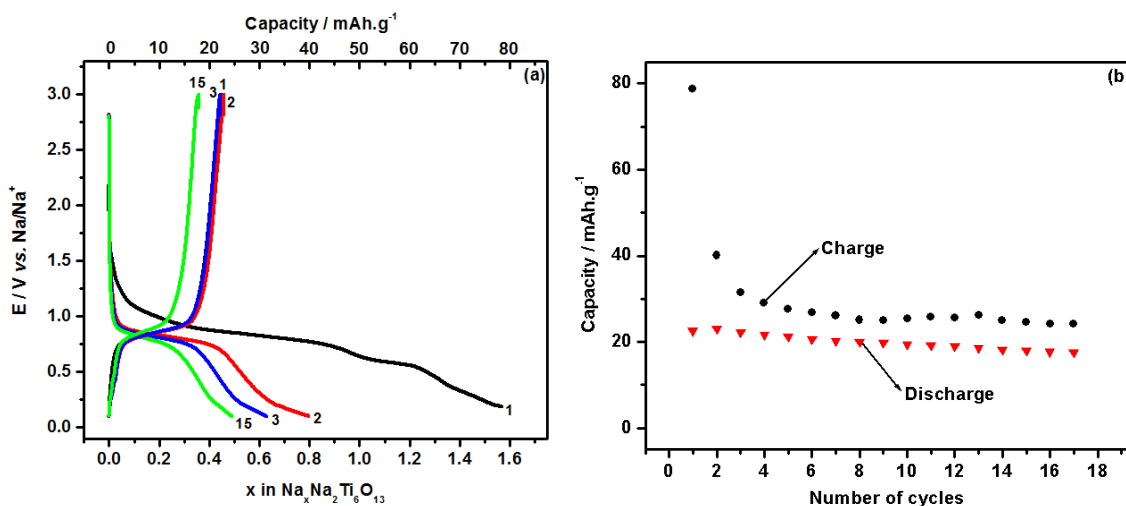 Capacity / mAh.g⁻¹
0 10 20 30 40 50 60 70 80
(a)
15 3 1
2
3.0
2.5
2.0
1.5
1.0
0.5
0.0
E / V vs. Na/Na⁺
15 3 2 1
0.0 0.2 0.4 0.6 0.8 1.0 1.2 1.4 1.6
x in NaₓNa₂Ti₆O₁₃
(b
80
60
40
20
0
Capacity / mAh.g⁻¹
Charge
Discharge
0 2 4 6 8 10 12 14 16 18
Number of cycles